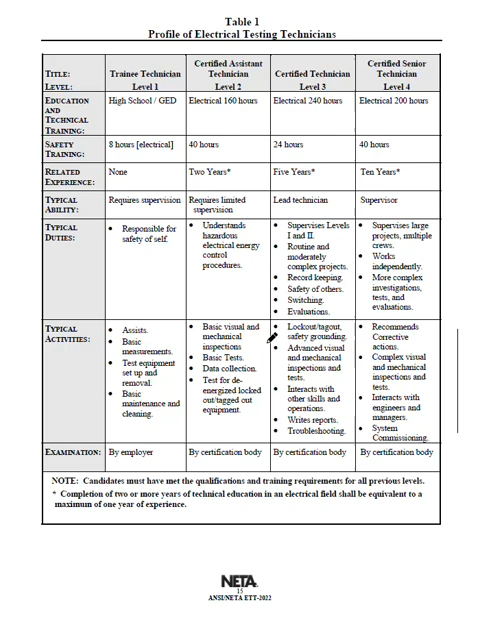 Table 1
Profile of Electrical Testing Technicians
TITLE:
LEVEL:
Trainee Technician
Level 1
Certified Assistant
Technician
Level 2
Certified Technician
Level 3
Certified Senior
Technician
Level 4
EDUCATION
AND
TECHNICAL
TRAINING:
High School / GED
Electrical 160 hours
Electrical 240 hours
Electrical 200 hours
SAFETY
TRAINING:
8 hours [electrical]
40 hours
24 hours
40 hours
RELATED
EXPERIENCE:
None
Two Years*
Five Years*
Ten Years*
TYPICAL
ABILITY:
Requires supervision
Requires limited
supervision
Lead technician
Supervisor
TYPICAL
DUTIES:
• Responsible for
safety of self.
• Understands
hazardous
electrical energy
control
procedures.
• Supervises Levels
I and II.
• Routine and
moderately
complex projects.
• Record keeping.
• Safety of others.
• Switching.
• Evaluations.
• Supervises large
projects, multiple
crews.
• Works
independently.
• More complex
investigations,
tests, and
evaluations.
TYPICAL
ACTIVITIES:
• Assists.
• Basic
measurements.
• Test equipment
set up and
removal.
• Basic
maintenance and
cleaning.
• Basic visual and
mechanical
inspections
• Basic Tests.
• Data collection.
• Test for de-
energized locked
out/tagged out
equipment.
• Lockout/tagout,
safety grounding.
• Advanced visual
and mechanical
inspections and
tests.
• Interacts with
other skills and
operations.
• Writes reports.
• Troubleshooting.
• Recommends
Corrective
actions.
• Complex visual
and mechanical
inspections and
tests.
• Interacts with
engineers and
managers.
• System
Commissioning.
EXAMINATION:
By employer
By certification body
By certification body
By certification body
NOTE: Candidates must have met the qualifications and training requirements for all previous levels.
* Completion of two or more years of technical education in an electrical field shall be equivalent to a
maximum of one year of experience.
NETA
15
ANSI/NETA ETT-2022